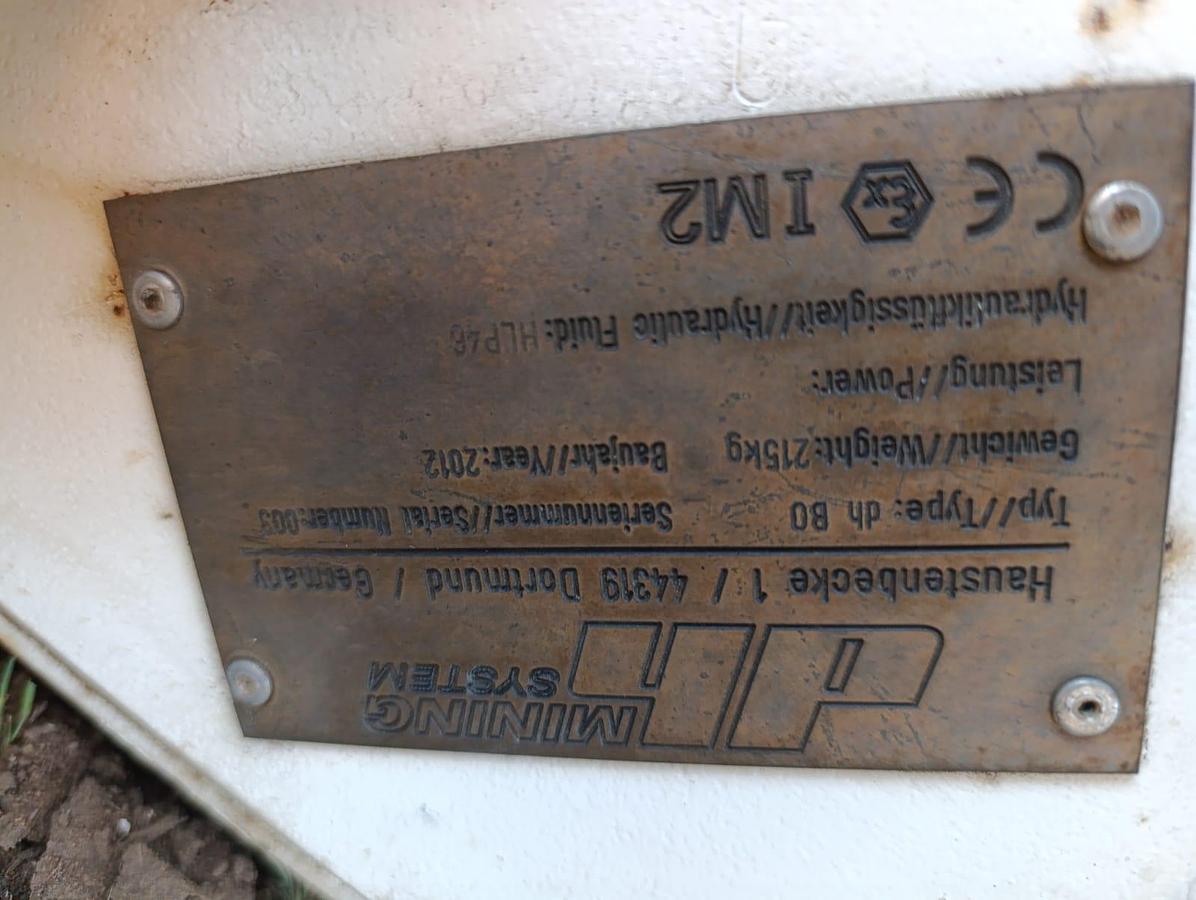 dh MINING
SYSTEM
Haustenbecke 1 / 44319 Dortmund / Germany
Typ//Type: dh B0 Seriennummer//Serial Number:003
Gewicht//Weight:215kg Baujahr//Year:2012
Leistung//Power:
Hydraulikflüssigkeit//Hydraulic Fluid: HLP46
CE Ex I M2